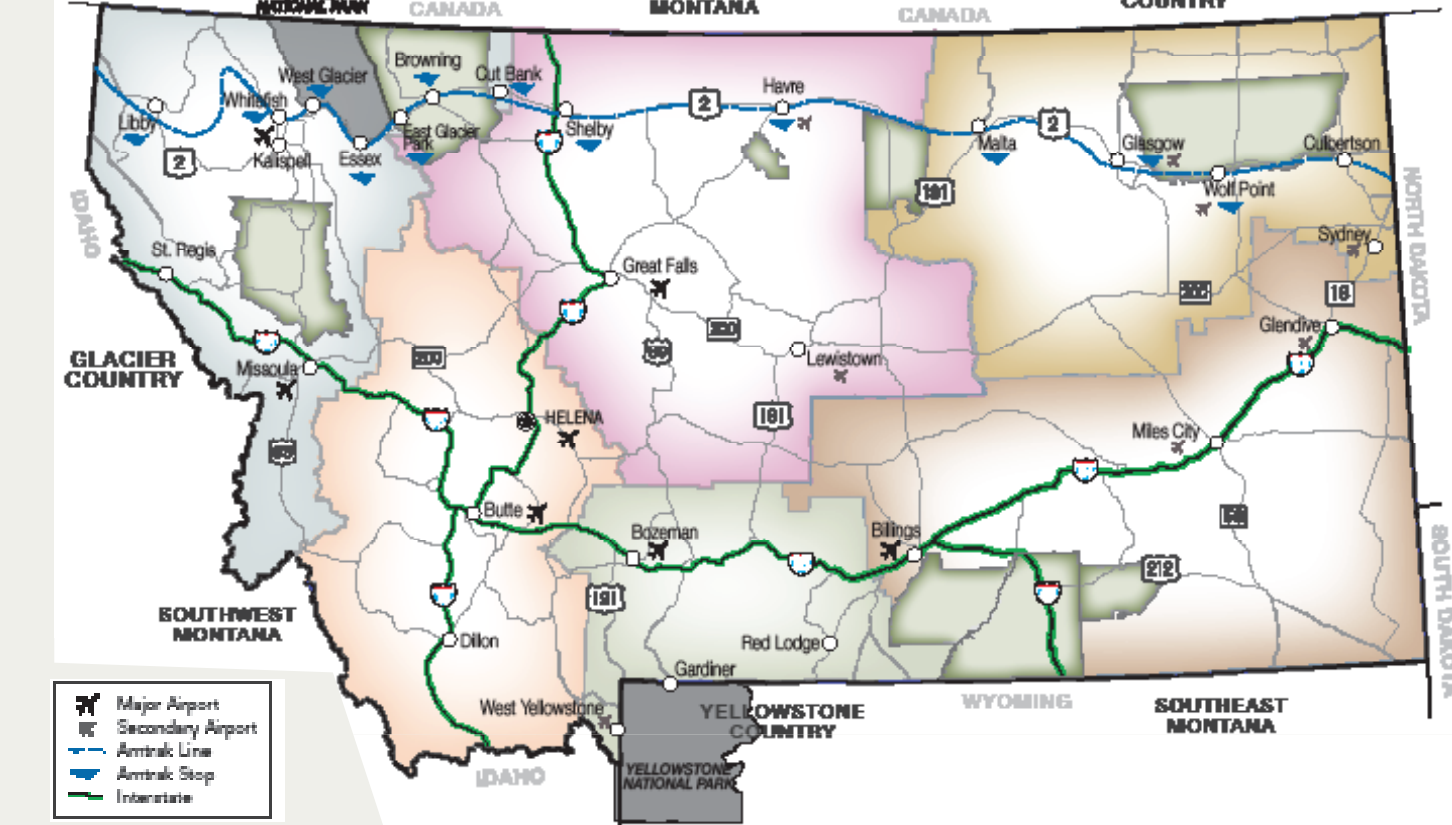 NATIONAL PARK
CANADA
MONTANA
CANADA
COUNTRY
Browning
West Glacier
Cut Bank
Havre
Whitefish
Libby
East Glacier
Park
Shelby
2
2
Malta
Glasgow
Culbertson
2
Kalispell
Essex
191
Wolf Point
IDAHO
NORTH DAKOTA
St. Regis
Sydney
Great Falls
200
16
Glendive
GLACIER
COUNTRY
Missoula
200
200
Lewistown
HELENA
191
Miles City
Butte
Bozeman
Billings
SOUTH DAKOTA
212
191
SOUTHWEST
MONTANA
Dillon
Red Lodge
Gardiner
West Yellowstone
YELLOWSTONE
COUNTRY
WYOMING
SOUTHEAST
MONTANA
IDAHO
YELLOWSTONE
NATIONAL PARK
Major Airport
Secondary Airport
Amtrak Line
Amtrak Stop
Interstate